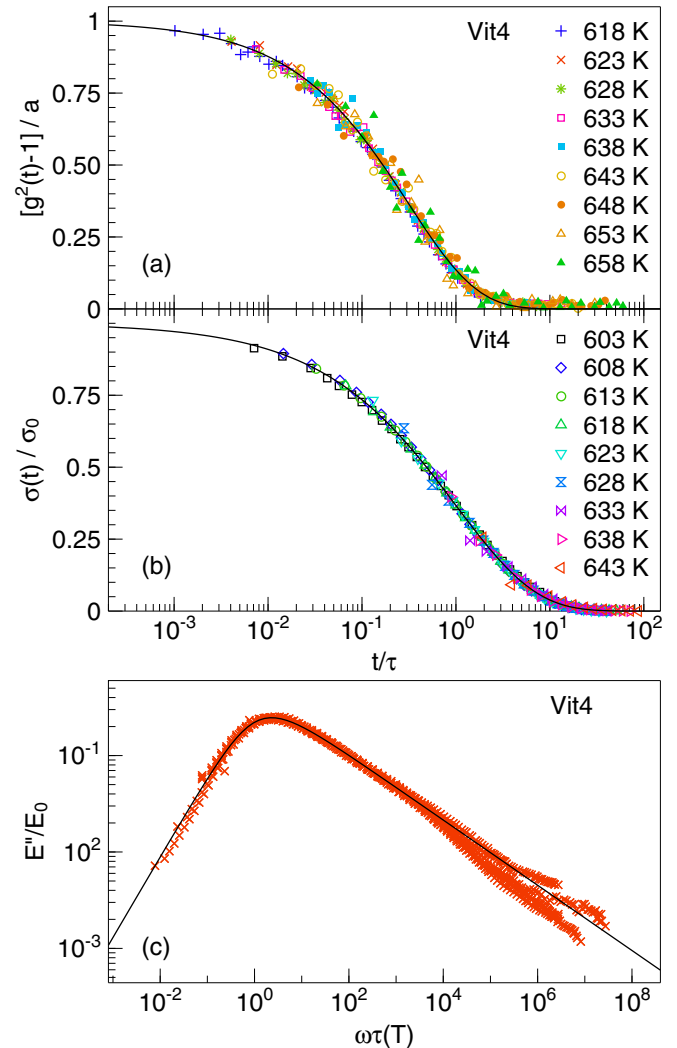 1
0.75
0.5
0.25
0
[g²(t)-1] / a
Vit4
(a)
618 K
623 K
628 K
633 K
638 K
643 K
648 K
653 K
658 K
0.75
0.5
0.25
0
σ(t) / σ₀
Vit4
(b)
603 K
608 K
613 K
618 K
623 K
628 K
633 K
638 K
643 K
10⁻³
10⁻²
10⁻¹
10⁰
10¹
10²
t/τ
10⁻¹
10²
10⁻³
E"/E₀
Vit4
(c)
10⁻²
10⁰
10²
10⁴
10⁶
10⁸
ωτ(T)